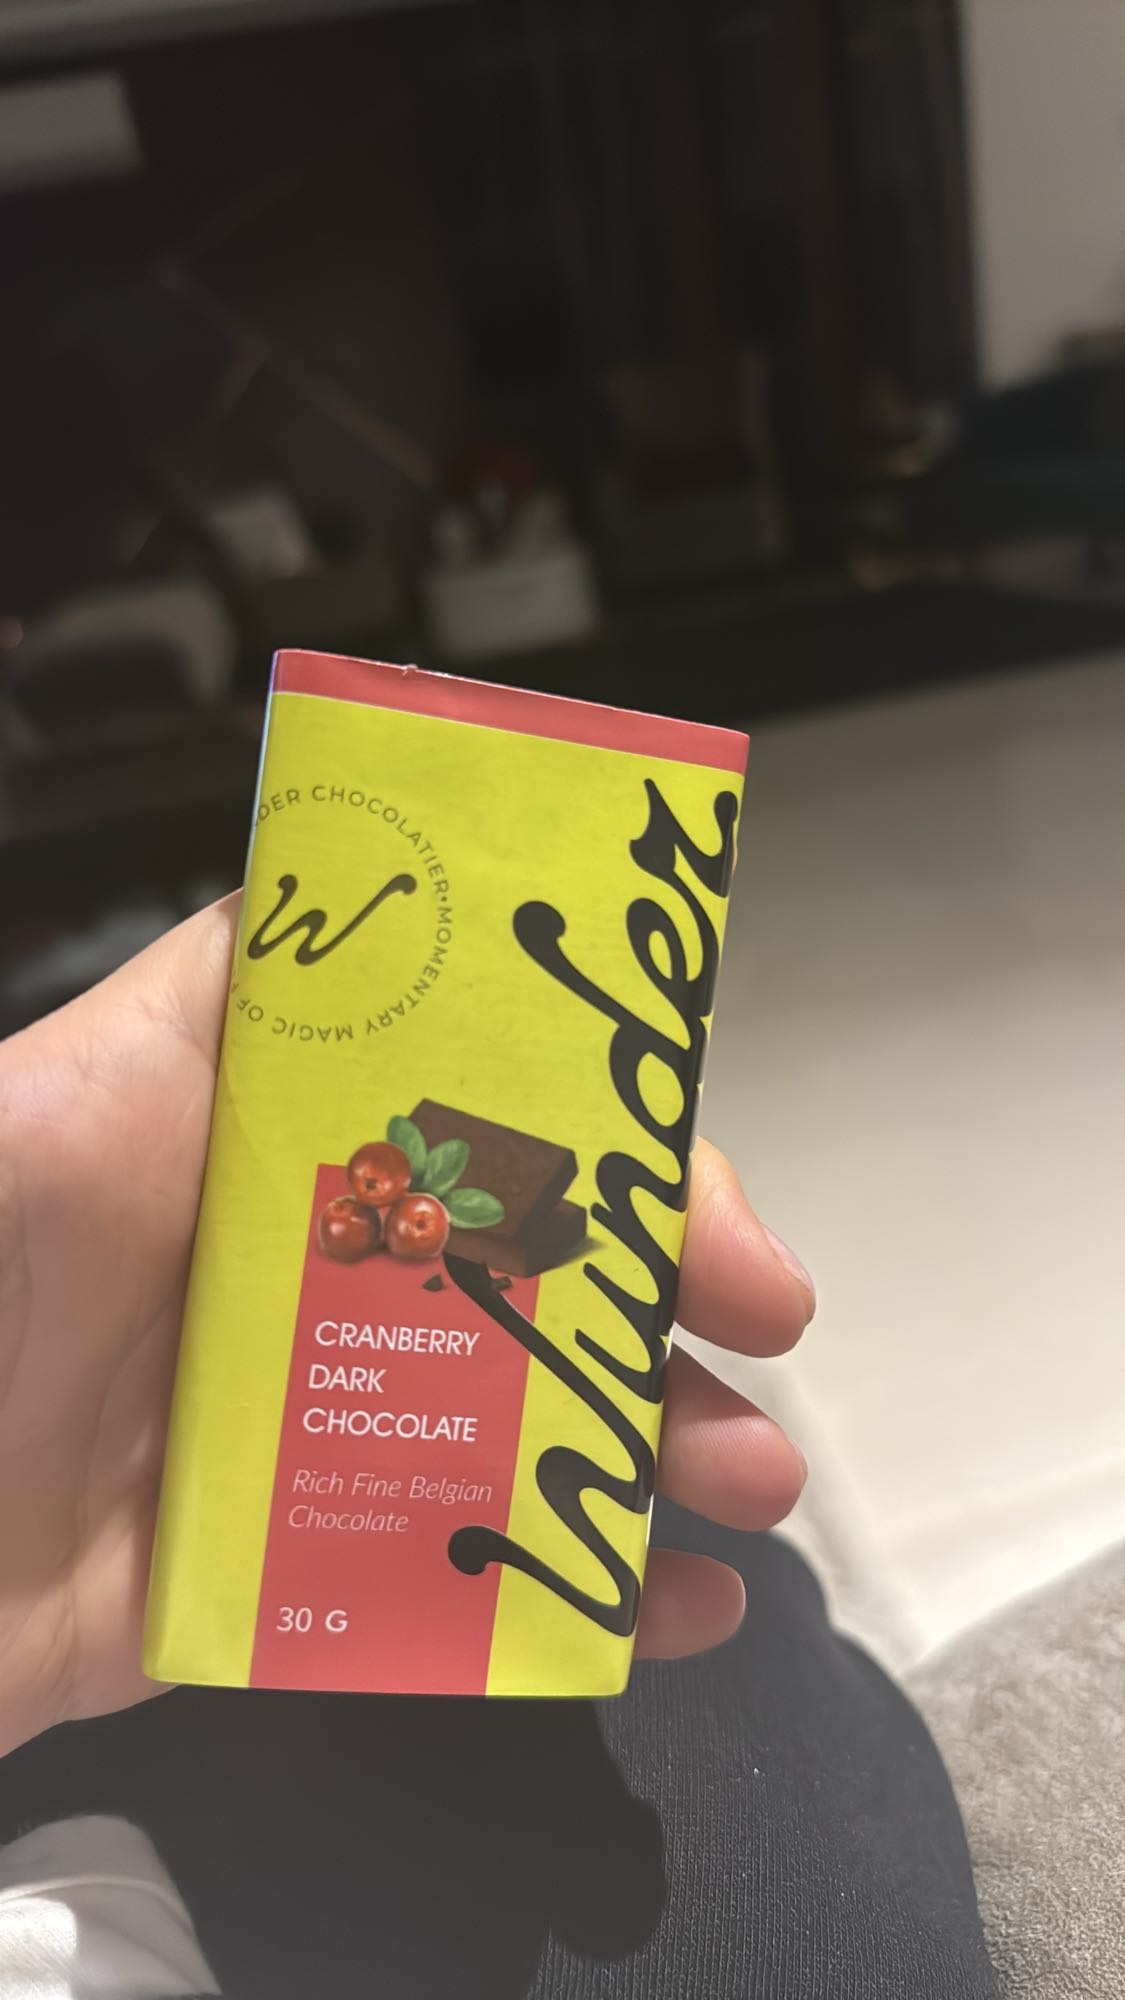 DER CHOCOLATIER•MOMENTARY MAGIC OF
W
Wunder
CRANBERRY
DARK
CHOCOLATE
Rich Fine Belgian
Chocolate
30 G